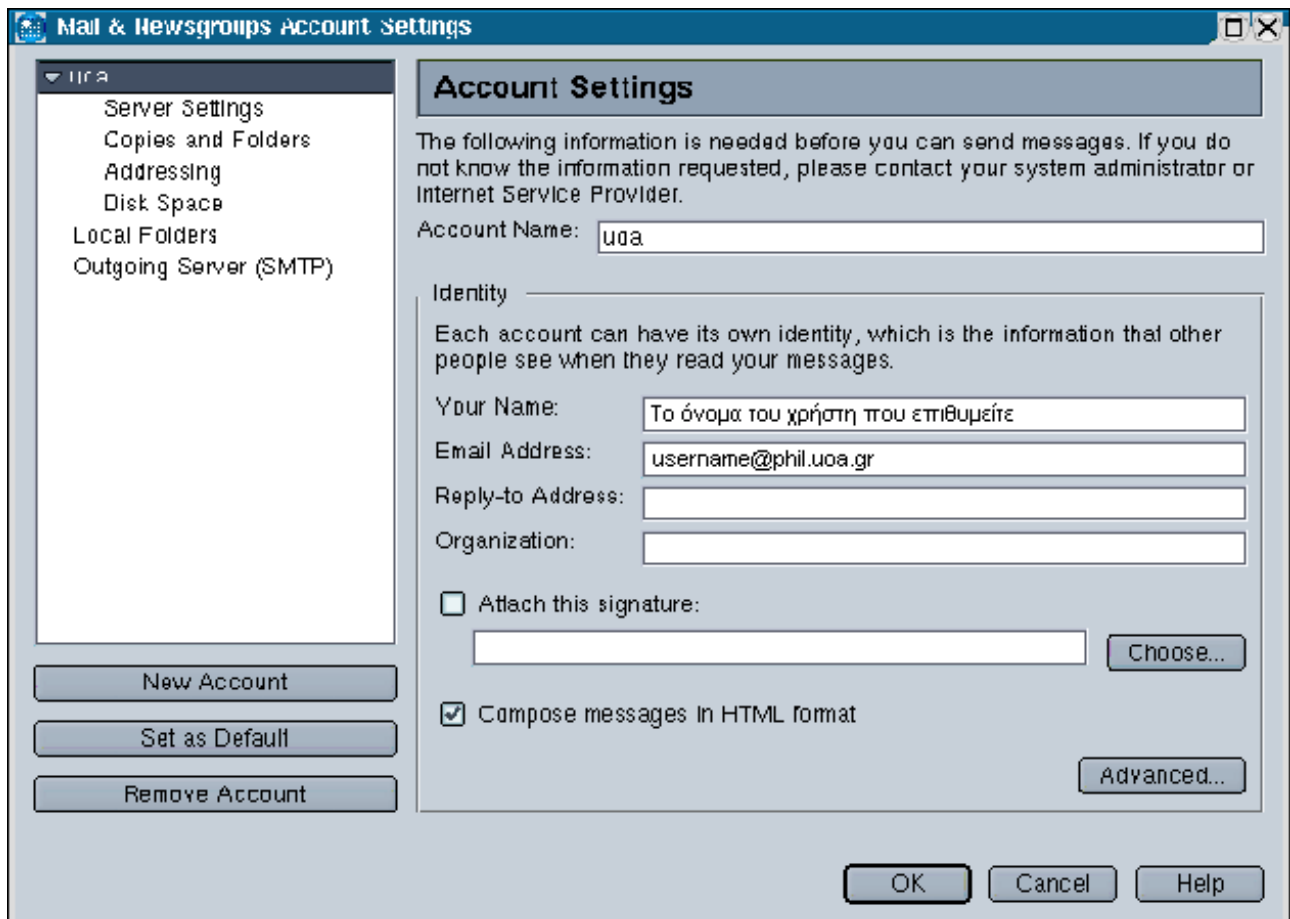 Mail & Newsgroups Account Settings
uoa
Server Settings
Copies and Folders
Addressing
Disk Space
Local Folders
Outgoing Server (SMTP)
New Account
Set as Default
Remove Account
Account Settings
The following information is needed before you can send messages. If you do
not know the information requested, please contact your system administrator or
Internet Service Provider.
Account Name: uoa
Identity
Each account can have its own identity, which is the information that other
people see when they read your messages.
Your Name: Το όνομα του χρήστη που επιθυμείτε
Email Address: username@phil.uoa.gr
Reply-to Address:
Organization:
Attach this signature:
Choose...
Compose messages in HTML format
Advanced...
OK Cancel Help